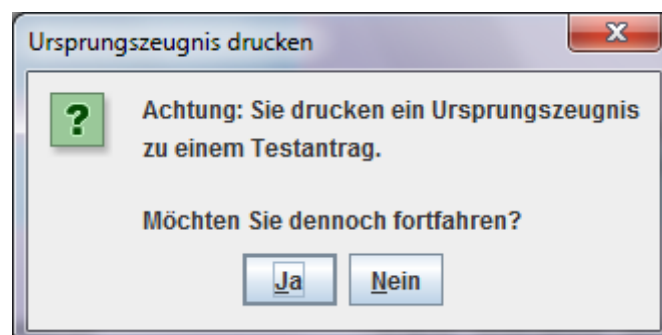 Ursprungszeugnis drucken
Achtung: Sie drucken ein Ursprungszeugnis
zu einem Testantrag.
Möchten Sie dennoch fortfahren?
Ja
Nein